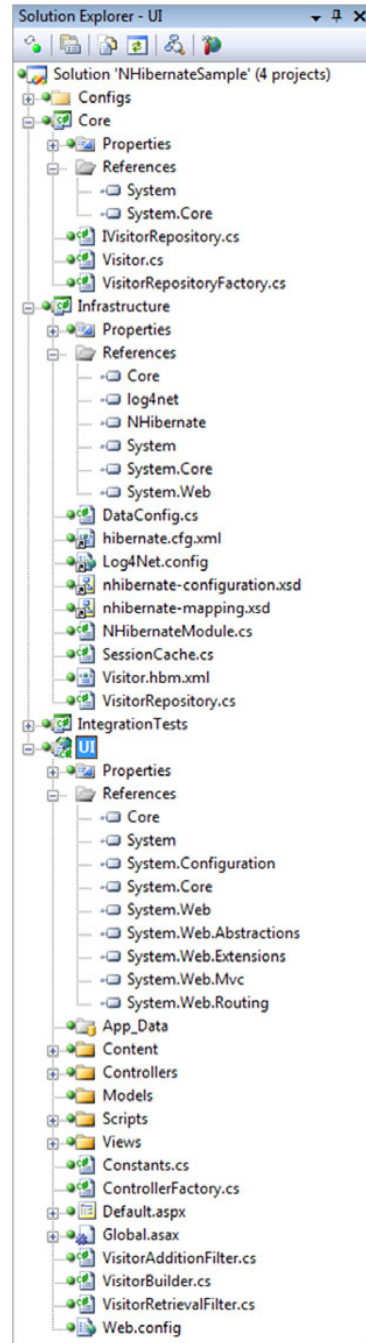 Solution Explorer - UI
Solution 'NHibernateSample' (4 projects)
Configs
Core
Properties
References
System
System.Core
IVisitorRepository.cs
Visitor.cs
VisitorRepositoryFactory.cs
Infrastructure
Properties
References
Core
log4net
NHibernate
System
System.Core
System.Web
DataConfig.cs
hibernate.cfg.xml
Log4Net.config
nhibernate-configuration.xsd
nhibernate-mapping.xsd
NHibernateModule.cs
SessionCache.cs
Visitor.hbm.xml
VisitorRepository.cs
IntegrationTests
UI
Properties
References
Core
System
System.Configuration
System.Core
System.Web
System.Web.Abstractions
System.Web.Extensions
System.Web.Mvc
System.Web.Routing
App_Data
Content
Controllers
Models
Scripts
Views
Constants.cs
ControllerFactory.cs
Default.aspx
Global.asax
VisitorAdditionFilter.cs
VisitorBuilder.cs
VisitorRetrievalFilter.cs
Web.config